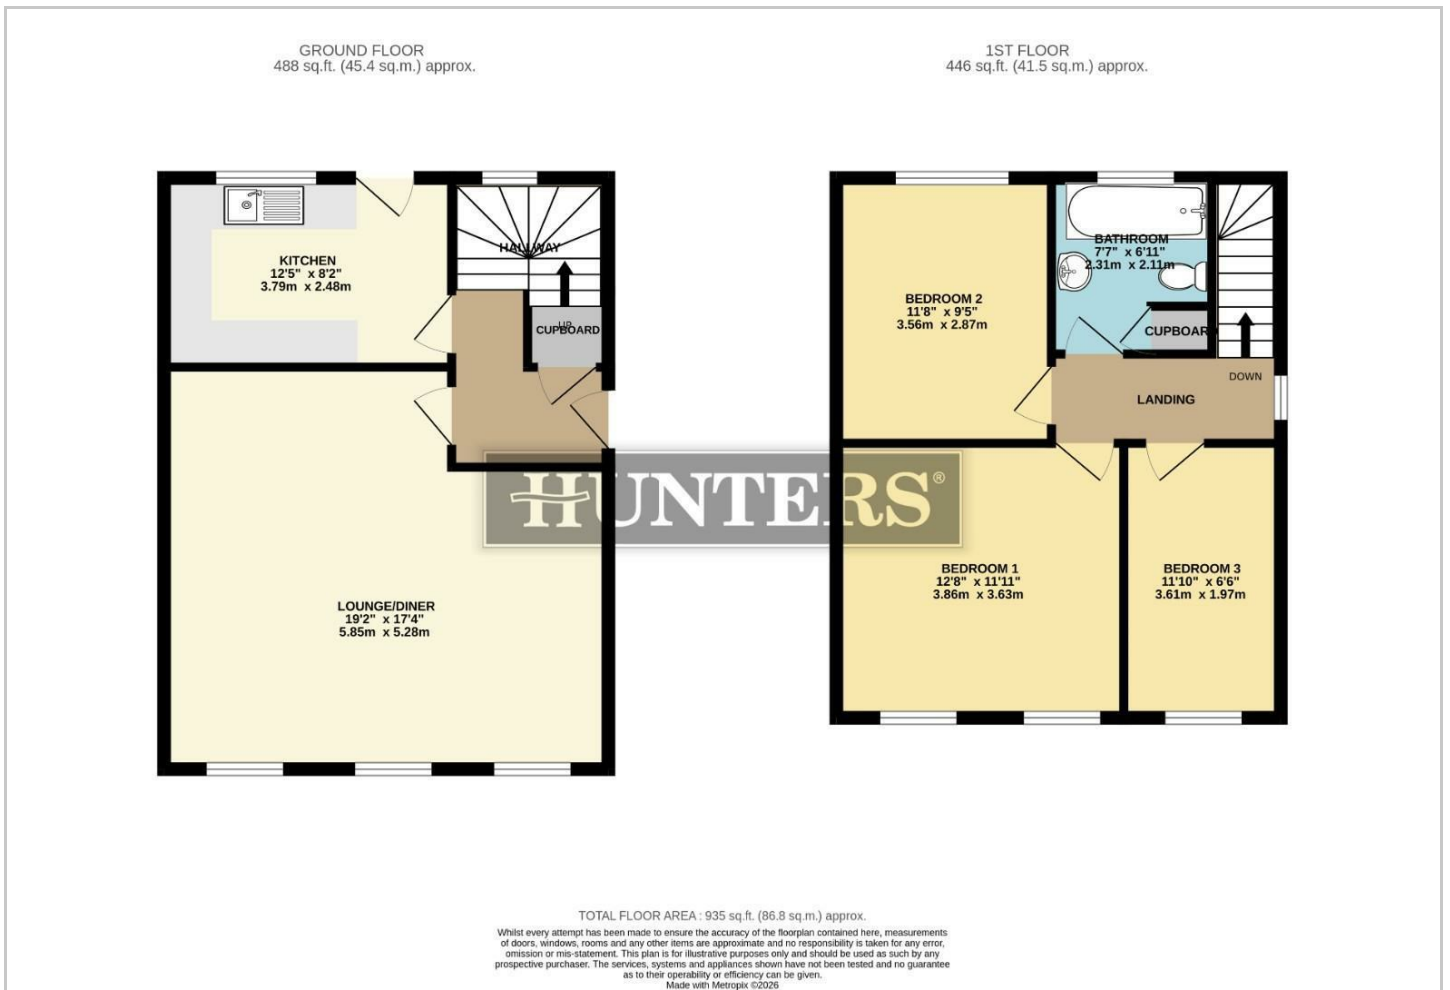 GROUND FLOOR
488 sq.ft. (45.4 sq.m.) approx.
1ST FLOOR
446 sq.ft. (41.5 sq.m.) approx.
KITCHEN
12'5" x 8'2"
3.79m x 2.48m
HALLWAY
UP
CUPBOARD
LOUNGE/DINER
19'2" x 17'4"
5.85m x 5.28m
BEDROOM 2
11'8" x 9'5"
3.56m x 2.87m
BATHROOM
7'7" x 6'11"
2.31m x 2.11m
CUPBOARD
DOWN
LANDING
HUNTERS®
BEDROOM 1
12'8" x 11'11"
3.86m x 3.63m
BEDROOM 3
11'10" x 6'6"
3.61m x 1.97m
TOTAL FLOOR AREA : 935 sq.ft. (86.8 sq.m.) approx.
Whilst every attempt has been made to ensure the accuracy of the floorplan contained here, measurements
of doors, windows, rooms and any other items are approximate and no responsibility is taken for any error,
omission or mis-statement. This plan is for illustrative purposes only and should be used as such by any
prospective purchaser. The services, systems and appliances shown have not been tested and no guarantee
as to their operability or efficiency can be given.
Made with Metropix ©2026